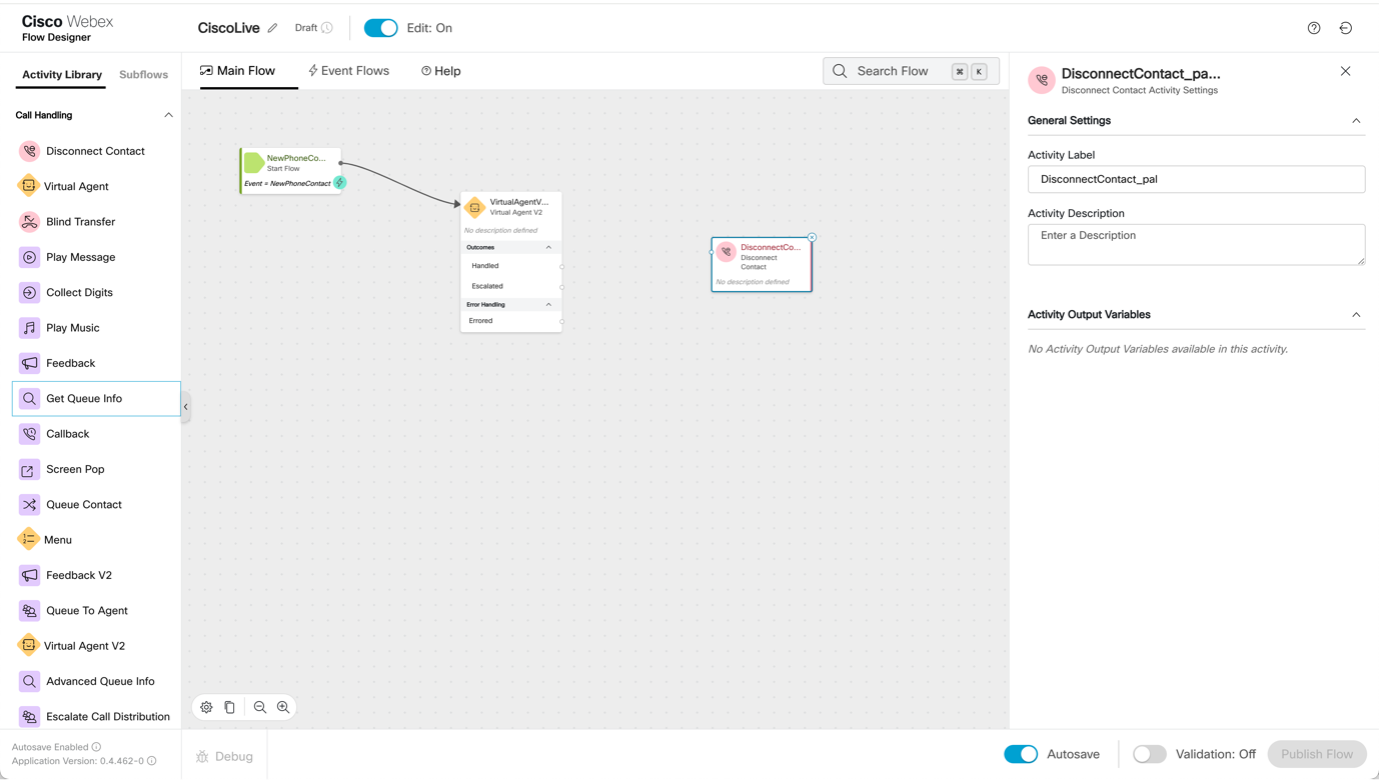 Cisco Webex
Flow Designer
CiscoLive
Draft
Edit: On
Activity Library
Subflows
Main Flow
Event Flows
Help
Search Flow
⌘
K
Call Handling
Disconnect Contact
Virtual Agent
Blind Transfer
Play Message
Collect Digits
Play Music
Feedback
Get Queue Info
Callback
Screen Pop
Queue Contact
Menu
Feedback V2
Queue To Agent
Virtual Agent V2
Advanced Queue Info
Escalate Call Distribution
NewPhoneCo...
Start Flow
Event = NewPhoneContact
VirtualAgentV...
Virtual Agent V2
No description defined
Outcomes
Handled
Escalated
Error Handling
Errored
DisconnectCo...
Disconnect
Contact
No description defined
DisconnectContact_pa...
Disconnect Contact Activity Settings
General Settings
Activity Label
DisconnectContact_pal
Activity Description
Enter a Description
Activity Output Variables
No Activity Output Variables available in this activity.
Autosave Enabled
Application Version: 0.4.462-0
Debug
Autosave
Validation: Off
Publish Flow